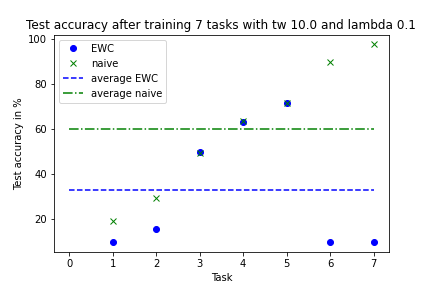 Test accuracy after training 7 tasks with tw 10.0 and lambda 0.1
100
80
60
40
20
Test accuracy in %
EWC
naive
average EWC
average naive
0 1 2 3 4 5 6 7
Task